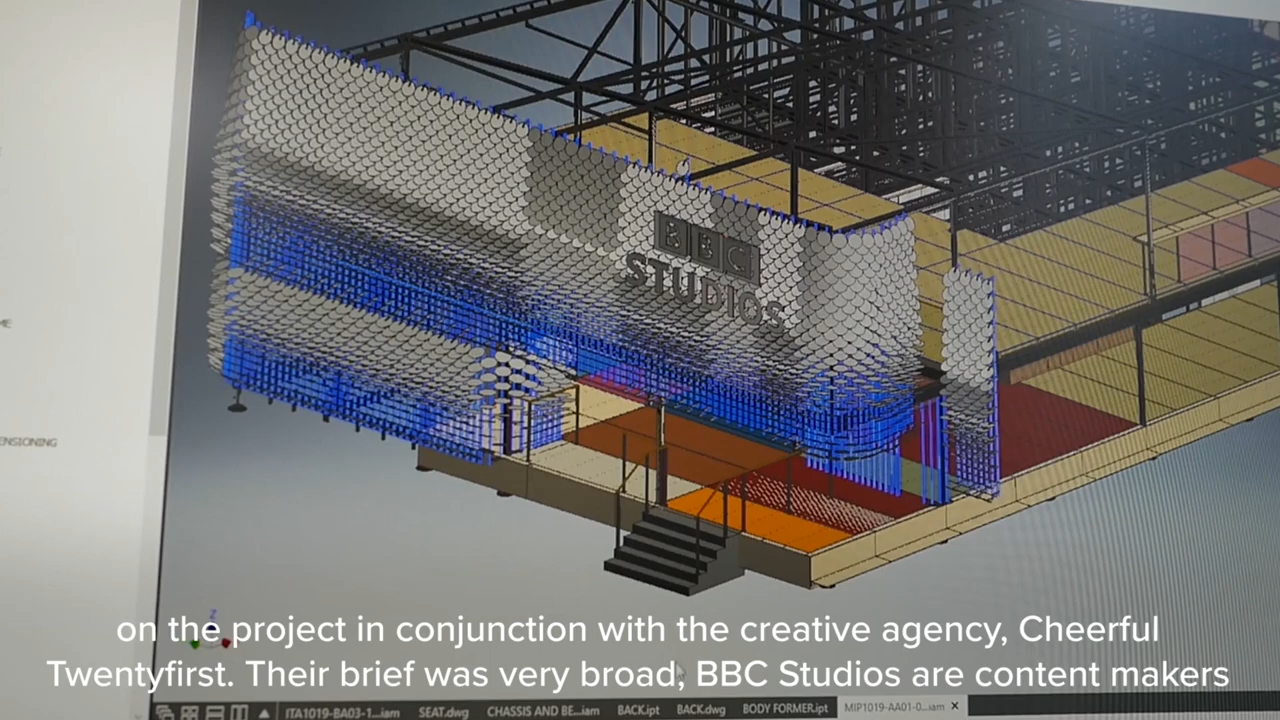 BBC
STUDIOS
ENSIONING
on the project in conjunction with the creative agency, Cheerful
Twentyfirst. Their brief was very broad, BBC Studios are content makers
ITA1019-BA03-1...iam SEAT.dwg CHASSIS AND BE...iam BACK.ipt BACK.dwg BODY FORMER.ipt MIP1019-AA01-0...iam